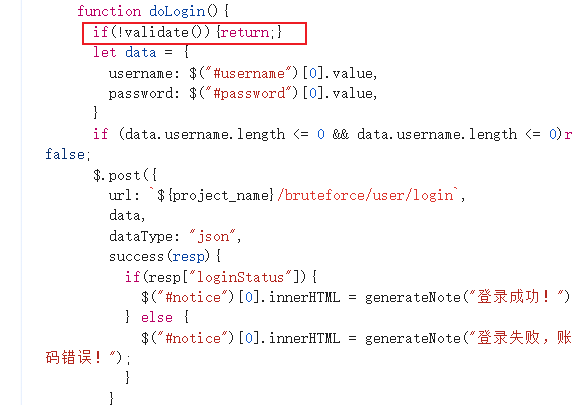 function doLogin(){
if(!validate()){return;}
let data = {
username: $("#username")[0].value,
password: $("#password")[0].value,
}
if (data.username.length <= 0 && data.username.length <= 0)r
false;
$.post({
url: `${project_name}/bruteforce/user/login`,
data,
dataType: "json",
success(resp){
if(resp["loginStatus"]){
$("#notice")[0].innerHTML = generateNote("登录成功！")
} else {
$("#notice")[0].innerHTML = generateNote("登录失败，账
码错误！");
}
}